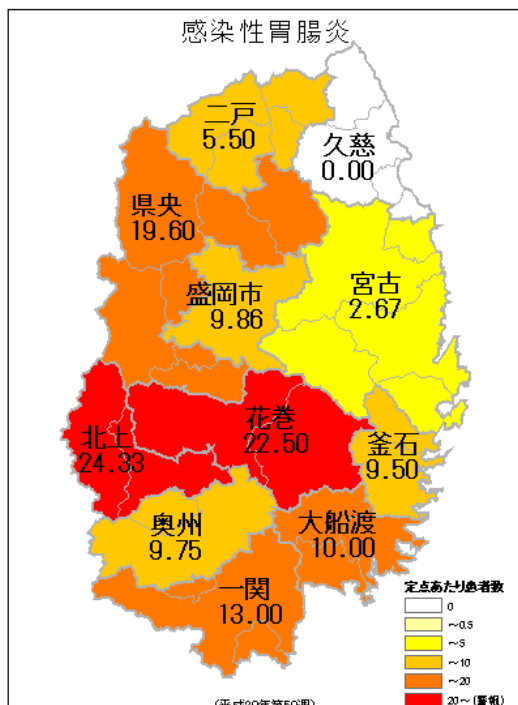 感染性胃腸炎
二戸
5.50
久慈
0.00
県央
19.60
盛岡市
9.86
宮古
2.67
花巻
22.50
北上
24.33
釜石
9.50
奥州
9.75
大船渡
10.00
一関
13.00
定点あたり患者数
0
～0.5
～5
～10
～20
20～(警報)